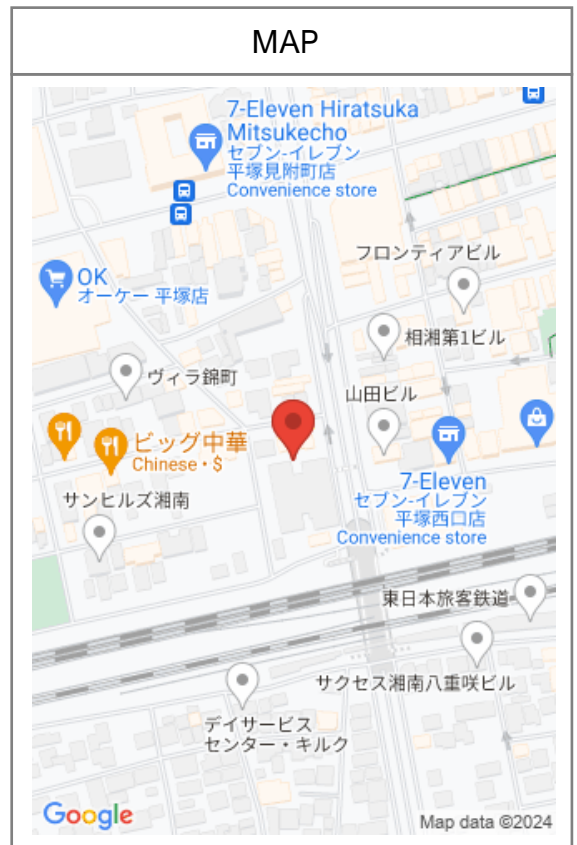 MAP
7-Eleven Hiratsuka
Mitsukecho
セブン-イレブン
平塚見附町店
Convenience store
フロンティアビル
OK
オーケー 平塚店
相湘第1ビル
ヴィラ錦町
山田ビル
ビッグ中華
Chinese・$
7-Eleven
セブン-イレブン
平塚西口店
Convenience store
サンヒルズ湘南
東日本旅客鉄道
サクセス湘南八重咲ビル
デイサービス
センター・キルク
Google
Map data ©2024